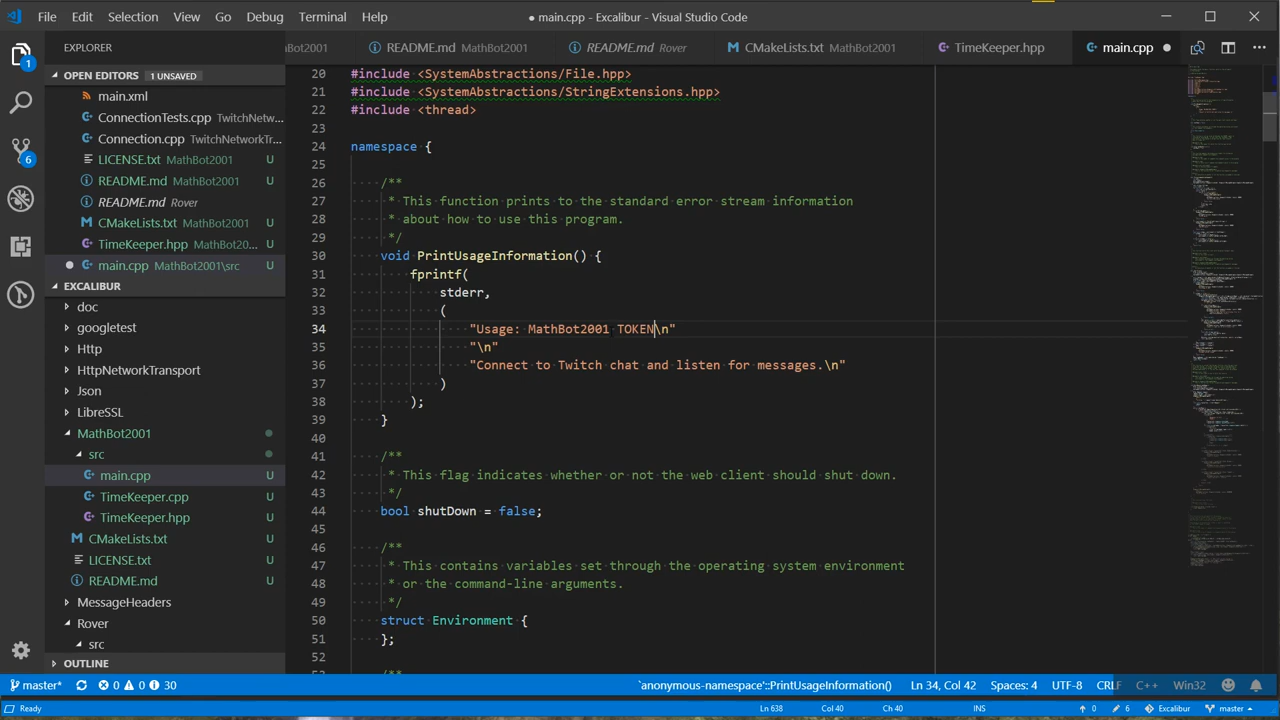 File Edit Selection View Go Debug Terminal Help
● main.cpp - Excalibur - Visual Studio Code
EXPLORER
MathBot2001 README.md MathBot2001 README.md Rover CMakeLists.txt MathBot2001 TimeKeeper.hpp main.cpp
OPEN EDITORS 1 UNSAVED
main.xml
Connectiontests.cpp TwitchNetw...
Connection.cpp TwitchNetworkTr...
LICENSE.txt MathBot2001 U
README.md MathBot2001 U
README.md Rover
CMakeLists.txt MathBot2001 U
TimeKeeper.hpp MathBot20... U
main.cpp MathBot2001\src U
EXCALIBUR
googletest
Http
HttpNetworkTransport
LibreSSL
MathBot2001
src
main.cpp U
TimeKeeper.cpp U
TimeKeeper.hpp U
CMakeLists.txt U
LICENSE.txt U
README.md U
MessageHeaders
Rover
src
OUTLINE
20 #include <SystemAbstractions/File.hpp>
21 #include <SystemAbstractions/StringExtensions.hpp>
22 #include <thread>
23
24 namespace {
25
26 /**
27 * This function prints to the standard error stream information
28 * about how to use this program.
29 */
30 void PrintUsageInformation() {
31 fprintf(
32 stderr,
33 (
34 "Usage: MathBot2001 TOKEN\n"
35 "\n"
36 "Connect to Twitch chat and listen for messages.\n"
37 )
38 );
39 }
40
41 /**
42 * This flag indicates whether or not the web client should shut down.
43 */
44 bool shutDown = false;
45
46 /**
47 * This contains variables set through the operating system environment
48 * or the command-line arguments.
49 */
50 struct Environment {
51 };
52
53 /**
1
6
master* 0 0 30 `anonymous-namespace'::PrintUsageInformation() Ln 34, Col 42 Spaces: 4 UTF-8 CRLF C++ Win32
Ready Ln 638 Col 40 Ch 40 INS 0 6 Excalibur master